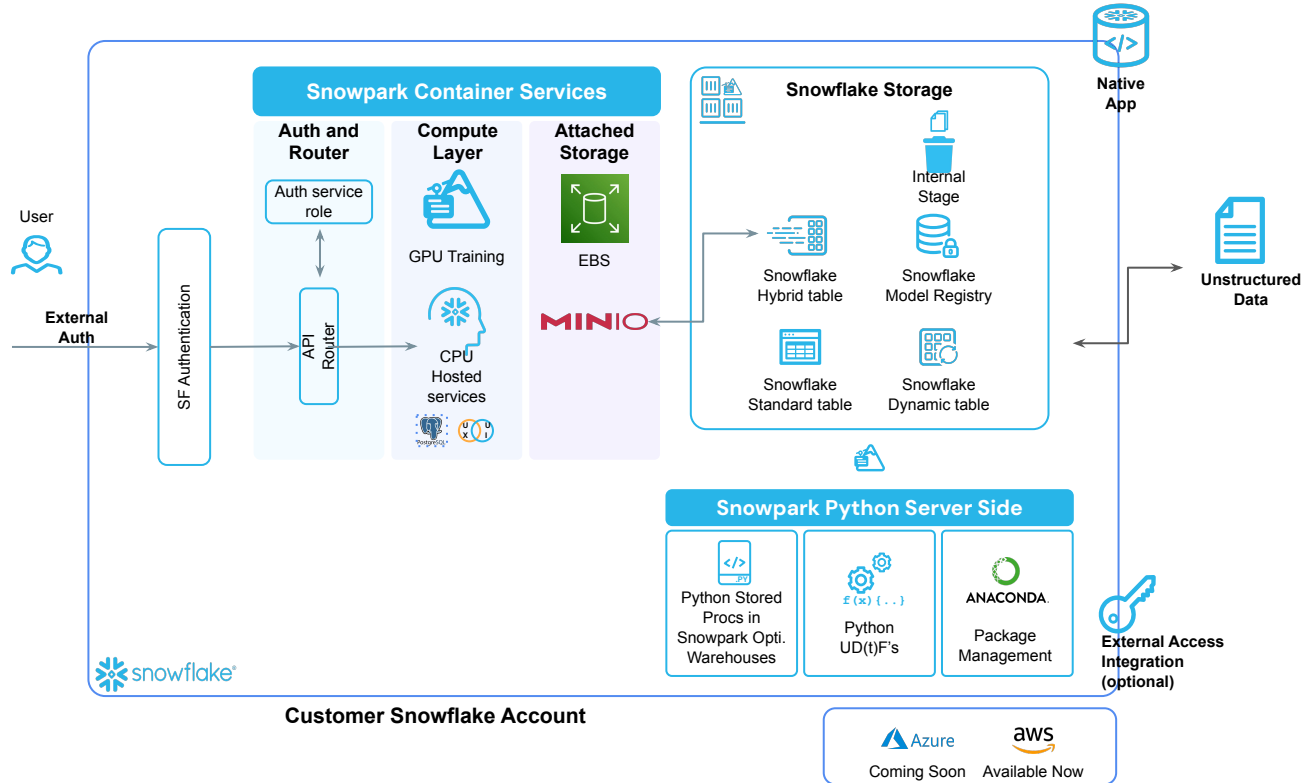 Native
App
Snowpark Container Services
Auth and
Router
Compute
Layer
Attached
Storage
Auth service
role
GPU Training
EBS
API
Router
CPU
Hosted
services
PostgreSQL
U U
X I
MINIO
Snowflake Storage
Internal
Stage
Snowflake
Hybrid table
Snowflake
Model Registry
Snowflake
Standard table
Snowflake
Dynamic table
User
External
Auth
SF Authentication
Unstructured
Data
Snowpark Python Server Side
</>
.PY
Python Stored
Procs in
Snowpark Opti.
Warehouses
f(x){..}
Python
UD(t)F's
ANACONDA.
Package
Management
External Access
Integration
(optional)
snowflake®
Customer Snowflake Account
Azure
Coming Soon
aws
Available Now